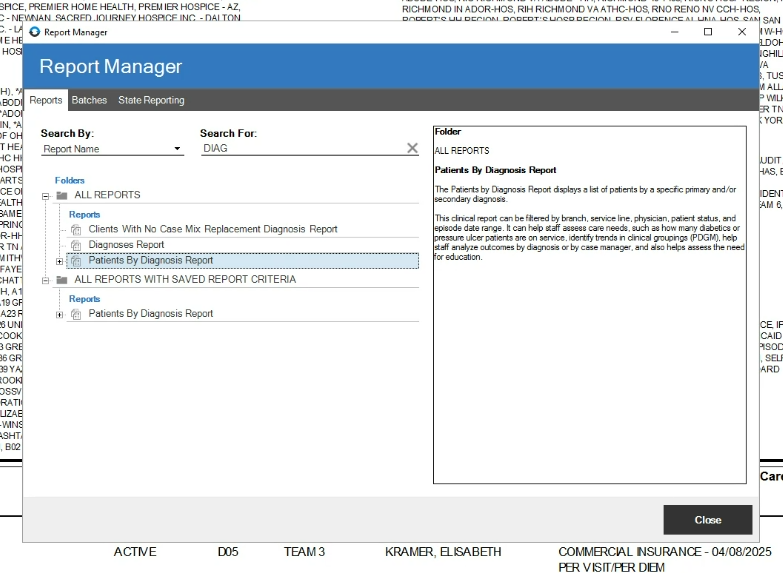 SPICE, PREMIER HOME HEALTH, PREMIER HOSPICE - AZ,
RICHMOND IN ADOR-HOS, RIH RICHMOND VA ATHC-HOS, RNO RENO NV CCH-HOS,
C - NEWNAN, SACRED JOURNEY HOSPICE INC. - DALTON
Report Manager
Report Manager
Reports Batches State Reporting
Search By:
Report Name
Search For:
DIAG
Folders
ALL REPORTS
Reports
Clients With No Case Mix Replacement Diagnosis Report
Diagnoses Report
Patients By Diagnosis Report
ALL REPORTS WITH SAVED REPORT CRITERIA
Reports
Patients By Diagnosis Report
Folder
ALL REPORTS
Patients By Diagnosis Report
The Patients by Diagnosis Report displays a list of patients by a specific primary and/or
secondary diagnosis.
This clinical report can be filtered by branch, service line, physician, patient status, and
episode date range. It can help staff assess care needs, such as how many diabetics or
pressure ulcer patients are on service, identify trends in clinical groupings (PDGM), help
staff analyze outcomes by diagnosis or by case manager, and also helps assess the need
for education.
Close
ACTIVE D05 TEAM 3 KRAMER, ELISABETH COMMERCIAL INSURANCE - 04/08/2025
PER VISIT/PER DIEM